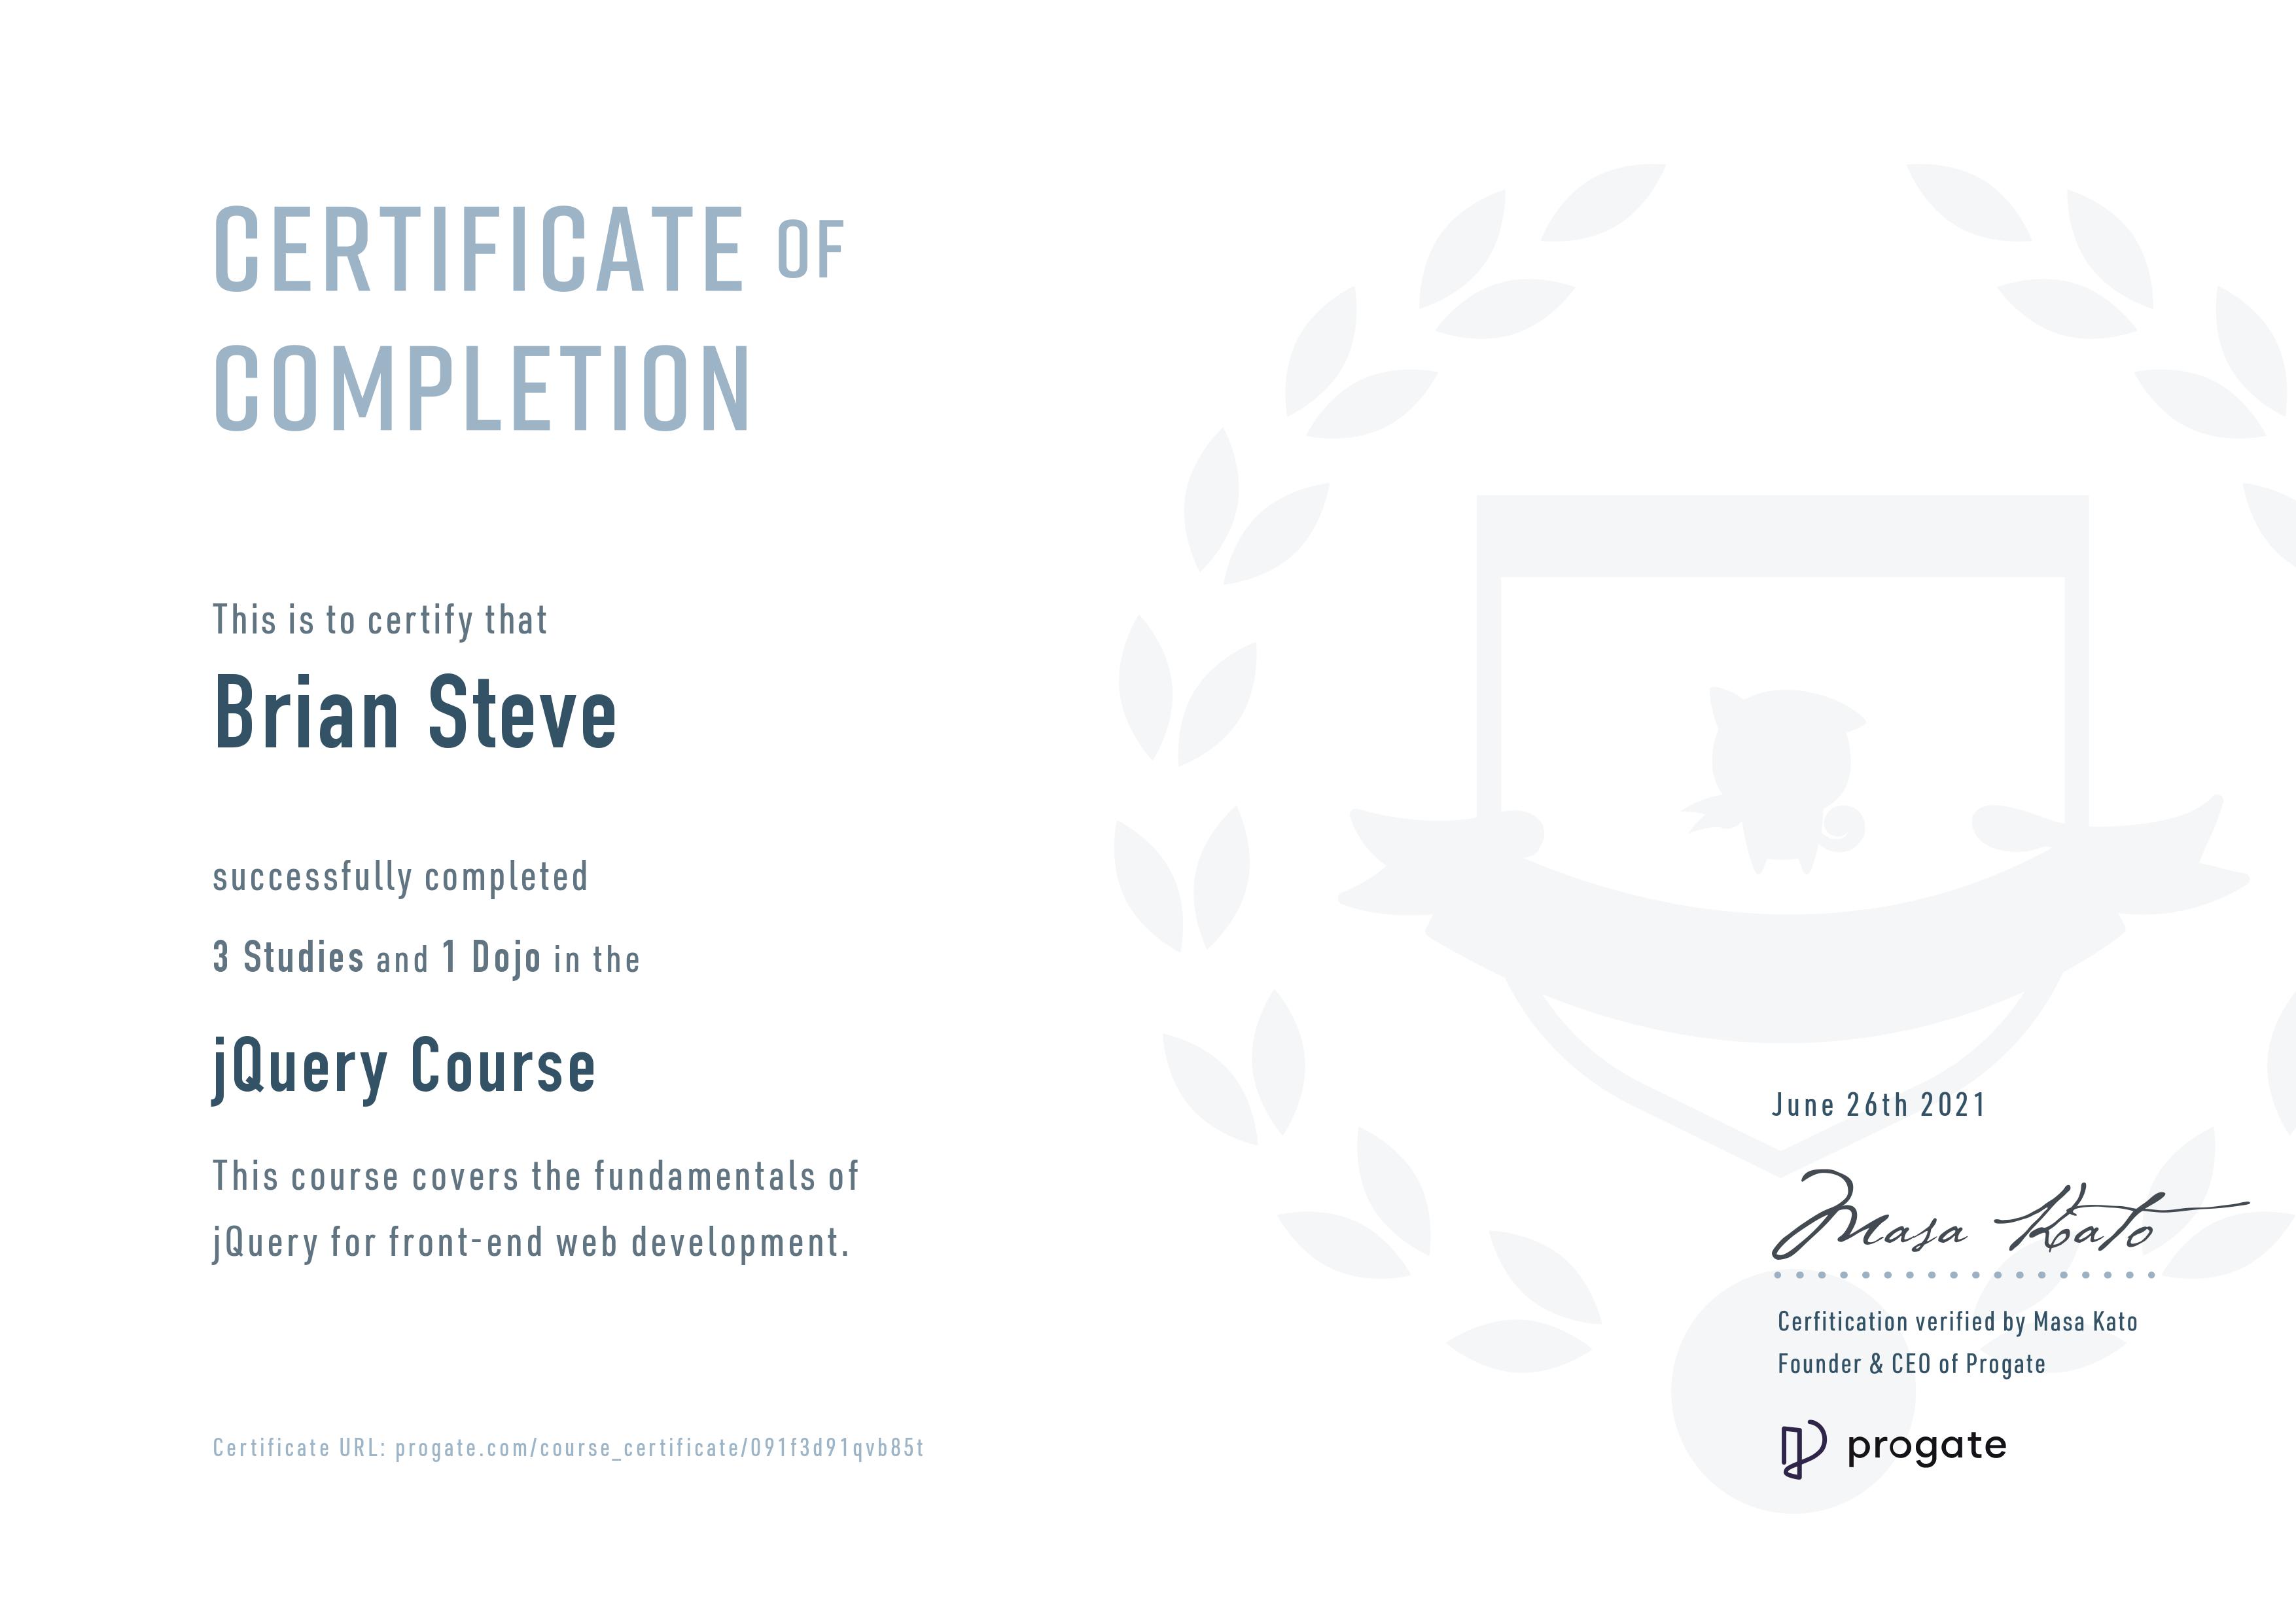 CERTIFICATE OF
COMPLETION
This is to certify that
Brian Steve
successfully completed
3 Studies and 1 Dojo in the
jQuery Course
This course covers the fundamentals of
jQuery for front-end web development.
Certificate URL: progate.com/course_certificate/091f3d91qvb85t
June 26th 2021
Masa Kato
Cerfitication verified by Masa Kato
Founder & CEO of Progate
progate